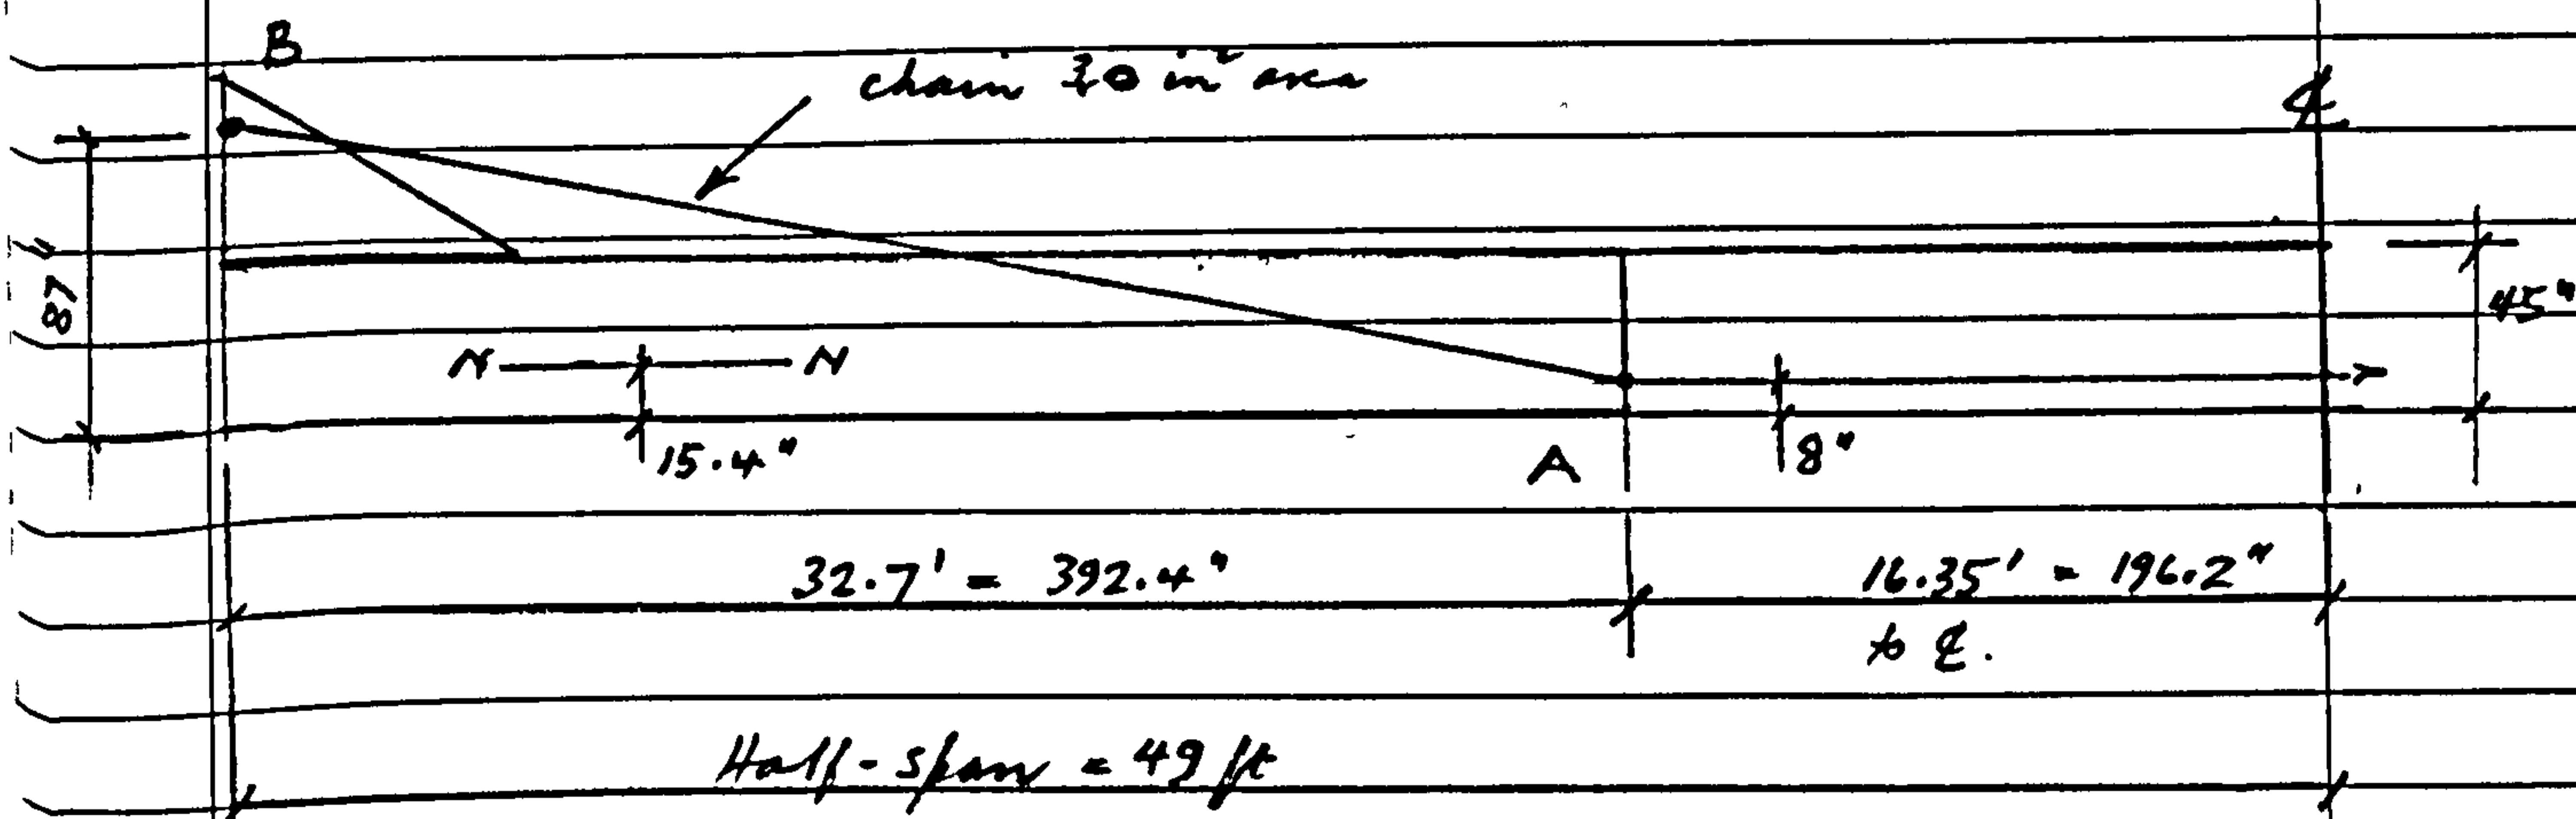 B
chain 30 in² area
℄
87"
45"
N N
15.4"
A
8"
32.7' = 392.4"
16.35' = 196.2"
to ℄.
Half-span = 49 ft